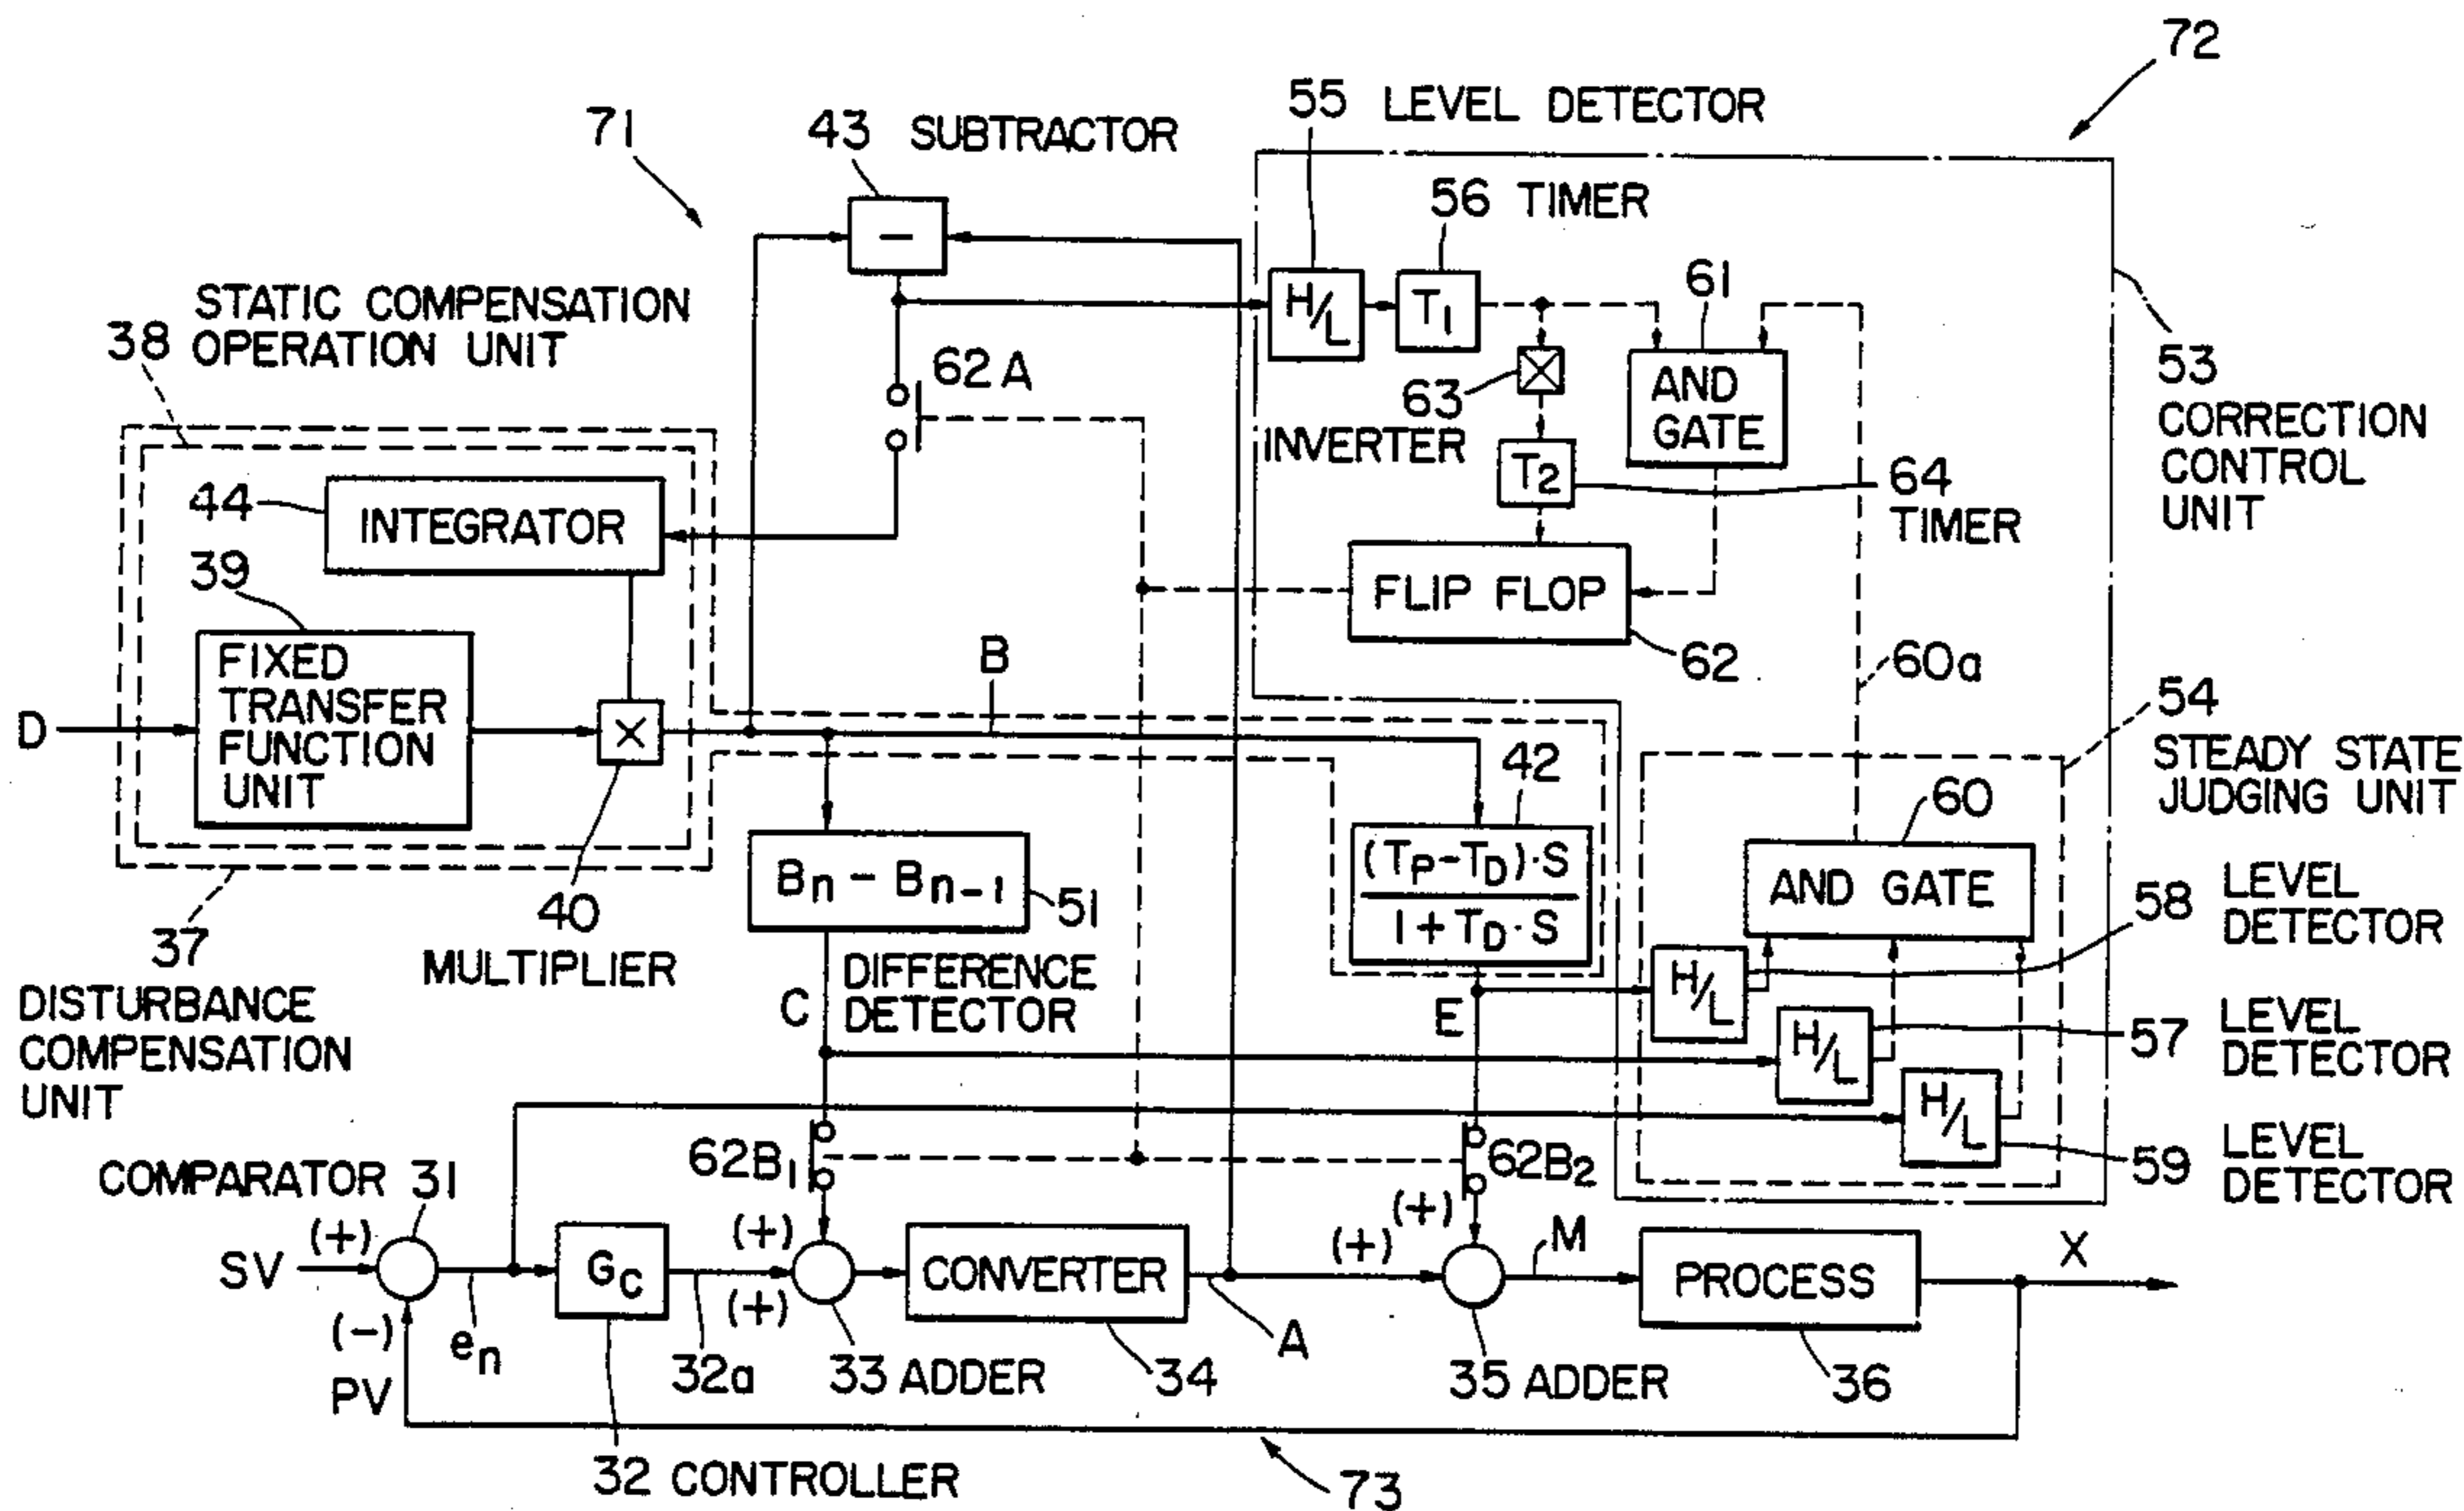 72
55 LEVEL DETECTOR
71
43 SUBTRACTOR
56 TIMER
−
H/L
T1
61
STATIC COMPENSATION
38 OPERATION UNIT
62A
63
INVERTER
AND
GATE
53
CORRECTION
CONTROL
UNIT
T2
64
TIMER
44
INTEGRATOR
39
FLIP FLOP
62
60a
54
STEADY STATE
JUDGING UNIT
FIXED
TRANSFER
FUNCTION
UNIT
D
×
B
42
60
Bn − Bn−1
51
(TP−TD)·S
1+TD·S
AND GATE
58 LEVEL
DETECTOR
40
MULTIPLIER
37
DISTURBANCE
COMPENSATION
UNIT
C
DIFFERENCE
DETECTOR
E
H/L
H/L
57 LEVEL
DETECTOR
H/L
59 LEVEL
DETECTOR
62B1
62B2
COMPARATOR 31
SV
(+)
(−)
PV
en
GC
32a
(+)
(+)
33 ADDER
CONVERTER
34
A
(+)
(+)
35 ADDER
M
PROCESS
36
X
32 CONTROLLER
73